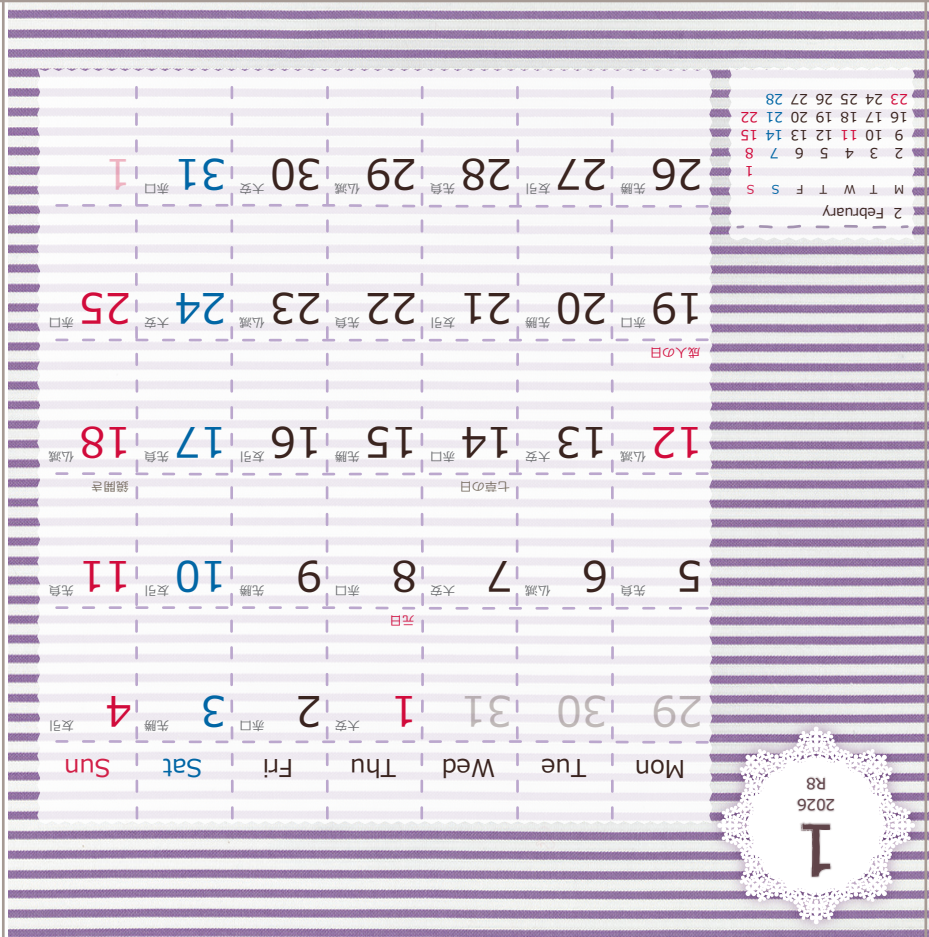 1
2026
R8
Mon Tue Wed Thu Fri Sat Sun
29 30 31 1 大安 2 赤口 3 先勝 4 友引
元日
5 先負 6 仏滅 7 大安 8 赤口 9 先勝 10 友引 11 先負
七草の日 鏡開き
12 仏滅 13 大安 14 赤口 15 先勝 16 友引 17 先負 18 仏滅
成人の日
19 赤口 20 先勝 21 友引 22 先負 23 仏滅 24 大安 25 赤口
26 先勝 27 友引 28 先負 29 仏滅 30 大安 31 赤口 1
2 February
M T W T F S S
1
2 3 4 5 6 7 8
9 10 11 12 13 14 15
16 17 18 19 20 21 22
23 24 25 26 27 28